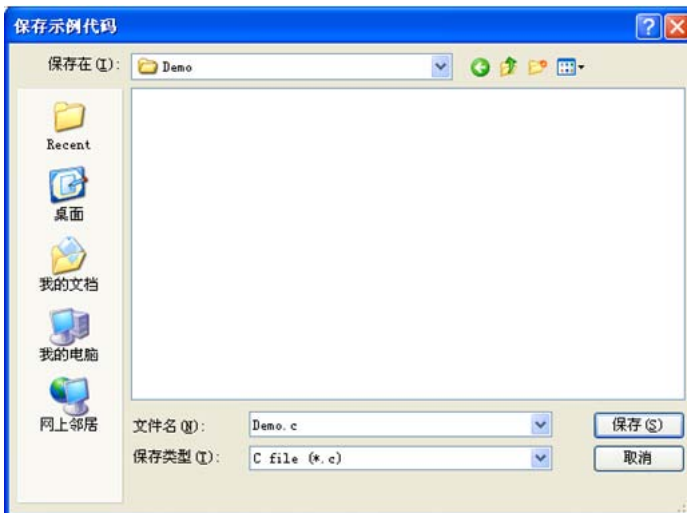 保存示例代码
保存在(I):
Demo
Recent
桌面
我的文档
我的电脑
网上邻居
文件名(N):
Demo.c
保存(S)
保存类型(T):
C file (*.c)
取消